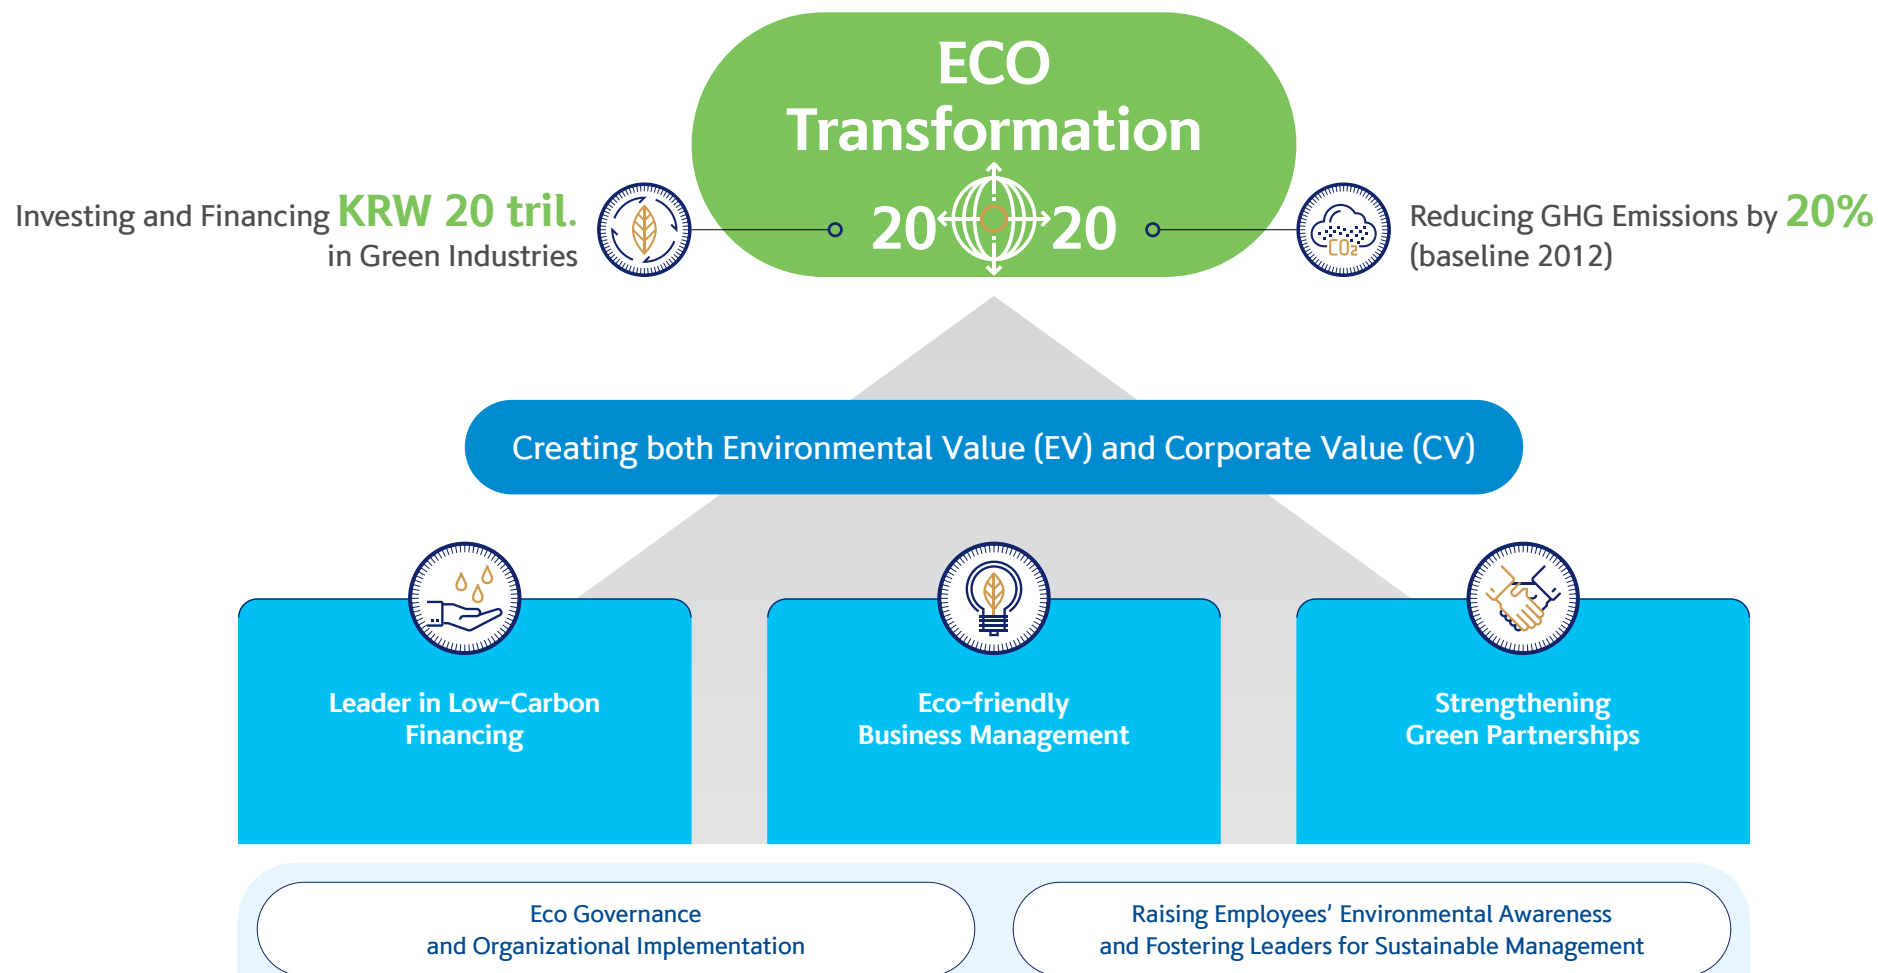 ECO
Transformation
20 20
Investing and Financing KRW 20 tril.
in Green Industries
Reducing GHG Emissions by 20%
(baseline 2012)
CO₂
Creating both Environmental Value (EV) and Corporate Value (CV)
Leader in Low-Carbon
Financing
Eco-friendly
Business Management
Strengthening
Green Partnerships
Eco Governance
and Organizational Implementation
Raising Employees’ Environmental Awareness
and Fostering Leaders for Sustainable Management